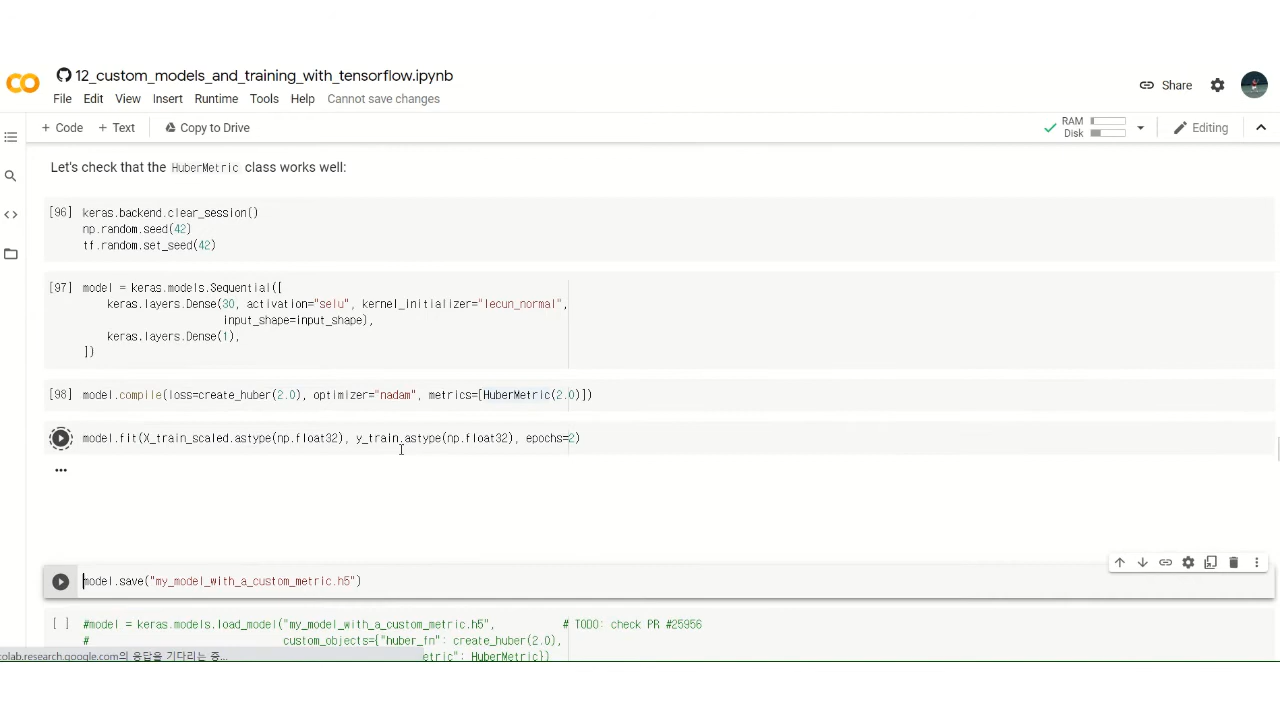 12_custom_models_and_training_with_tensorflow.ipynb
Share
File Edit View Insert Runtime Tools Help Cannot save changes
+ Code + Text Copy to Drive
RAM
Disk
Editing
Let's check that the HuberMetric class works well:
[96] keras.backend.clear_session()
np.random.seed(42)
tf.random.set_seed(42)
[97] model = keras.models.Sequential([
keras.layers.Dense(30, activation="selu", kernel_initializer="lecun_normal",
input_shape=input_shape),
keras.layers.Dense(1),
])
[98] model.compile(loss=create_huber(2.0), optimizer="nadam", metrics=[HuberMetric(2.0)])
model.fit(X_train_scaled.astype(np.float32), y_train.astype(np.float32), epochs=2)
...
model.save("my_model_with_a_custom_metric.h5")
[ ] #model = keras.models.load_model("my_model_with_a_custom_metric.h5", # TODO: check PR #25956
# custom_objects={"huber_fn": create_huber(2.0),
etric": HuberMetric})
colab.research.google.com의 응답을 기다리는 중...